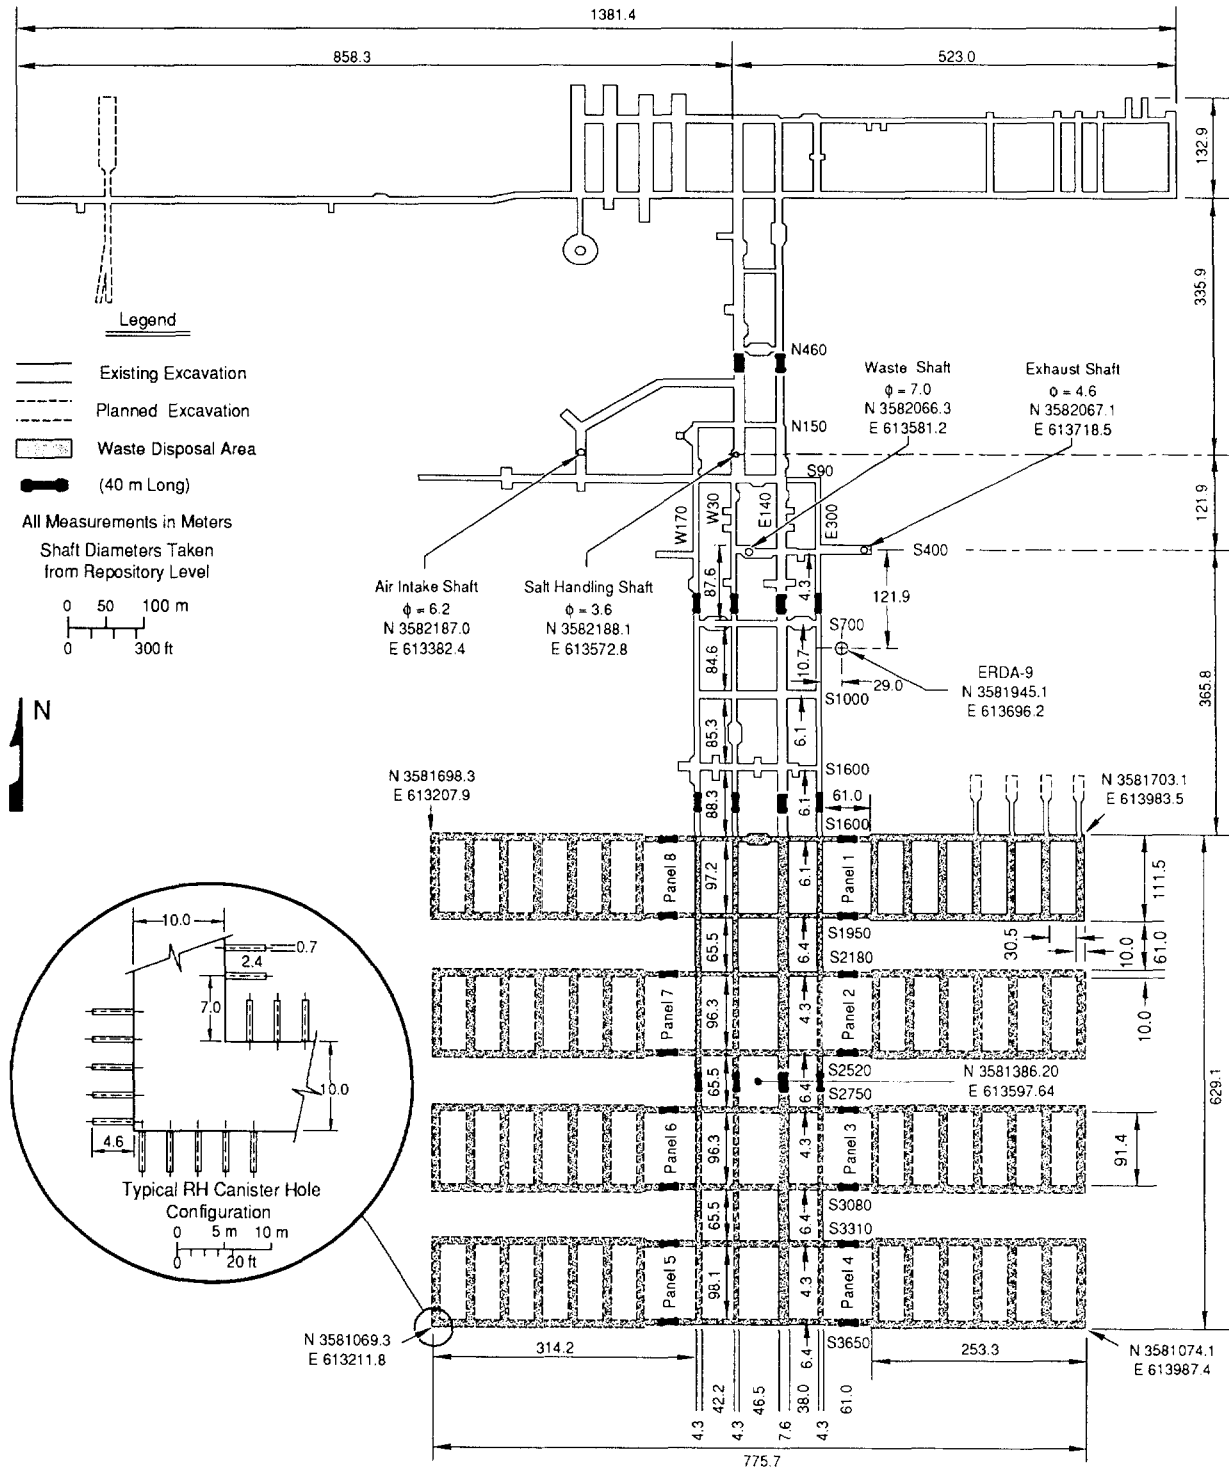 1381.4
858.3
523.0
132.9
335.9
Legend
Existing Excavation
Planned Excavation
Waste Disposal Area
(40 m Long)
All Measurements in Meters
Shaft Diameters Taken
from Repository Level
0 50 100 m
0 300 ft
N
N460
N150
S90
Waste Shaft
ϕ = 7.0
N 3582066.3
E 613581.2
Exhaust Shaft
ϕ = 4.6
N 3582067.1
E 613718.5
121.9
W170
W30
E140
E300
S400
Air Intake Shaft
ϕ = 6.2
N 3582187.0
E 613382.4
Salt Handling Shaft
ϕ = 3.6
N 3582188.1
E 613572.8
87.6
4.3
121.9
S700
84.6
10.7
29.0
ERDA-9
N 3581945.1
E 613696.2
365.8
S1000
85.3
6.1
S1600
N 3581698.3
E 613207.9
88.3
6.1
61.0
S1600
N 3581703.1
E 613983.5
Panel 8
97.2
6.1
Panel 1
111.5
S1950
65.5
6.4
30.5
10.0
61.0
S2180
Panel 7
96.3
4.3
Panel 2
10.0
S2520
65.5
6.4
S2750
N 3581386.20
E 613597.64
629.1
Panel 6
96.3
4.3
Panel 3
91.4
S3080
65.5
6.4
S3310
Panel 5
98.1
4.3
Panel 4
S3650
6.4
10.0
0.7
2.4
7.0
10.0
4.6
Typical RH Canister Hole
Configuration
0 5 m 10 m
0 20 ft
N 3581069.3
E 613211.8
314.2
253.3
N 3581074.1
E 613987.4
42.2
46.5
38.0
61.0
4.3
4.3
7.6
4.3
775.7